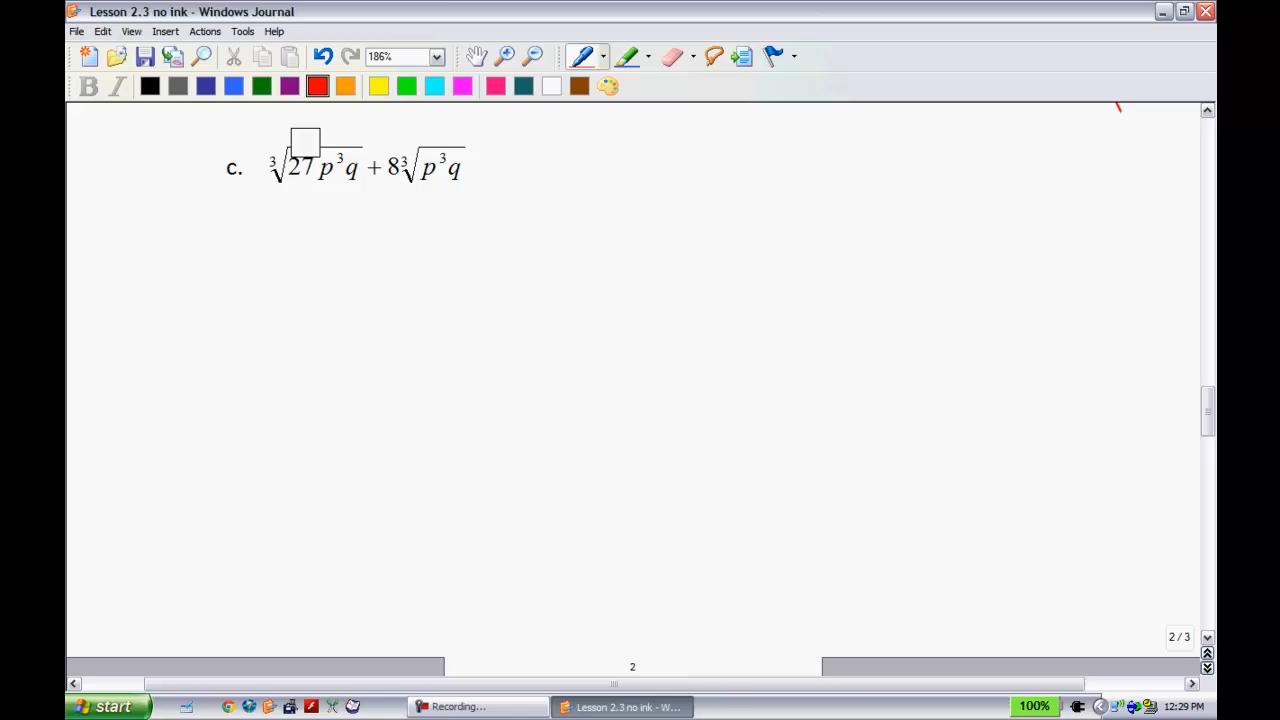 Lesson 2.3 no ink - Windows Journal
File Edit View Insert Actions Tools Help
186%
B I
c. ∛(27p³q) + 8∛(p³q)
2 / 3
2
start Recording... Lesson 2.3 no ink - W... 100% 12:29 PM